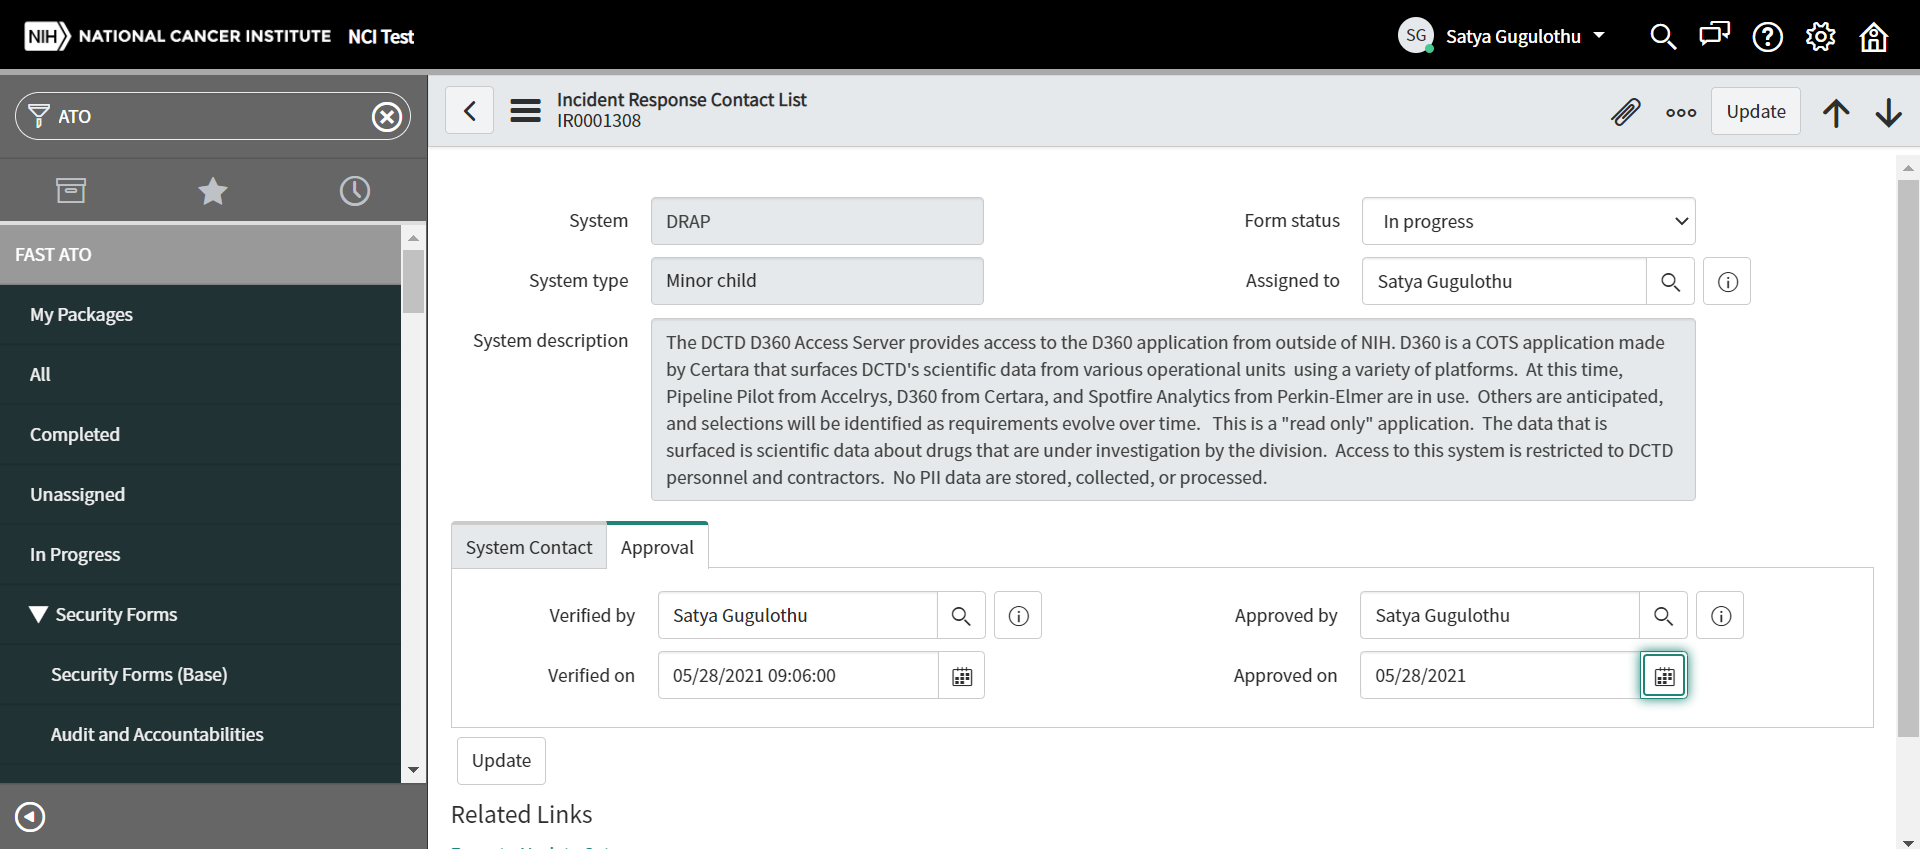 NIH NATIONAL CANCER INSTITUTE NCI Test
SG Satya Gugulothu
ATO
FAST ATO
My Packages
All
Completed
Unassigned
In Progress
Security Forms
Security Forms (Base)
Audit and Accountabilities
Incident Response Contact List
IR0001308
Update
System DRAP
Form status In progress
System type Minor child
Assigned to Satya Gugulothu
System description
The DCTD D360 Access Server provides access to the D360 application from outside of NIH. D360 is a COTS application made
by Certara that surfaces DCTD's scientific data from various operational units using a variety of platforms. At this time,
Pipeline Pilot from Accelrys, D360 from Certara, and Spotfire Analytics from Perkin-Elmer are in use. Others are anticipated,
and selections will be identified as requirements evolve over time. This is a "read only" application. The data that is
surfaced is scientific data about drugs that are under investigation by the division. Access to this system is restricted to DCTD
personnel and contractors. No PII data are stored, collected, or processed.
System Contact Approval
Verified by Satya Gugulothu
Approved by Satya Gugulothu
Verified on 05/28/2021 09:06:00
Approved on 05/28/2021
Update
Related Links